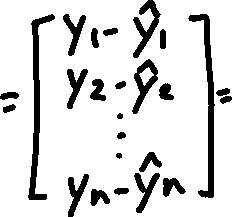 y₁ - ŷ₁
= y₂ - ŷ₂ =
⋮
yₙ - ŷₙ